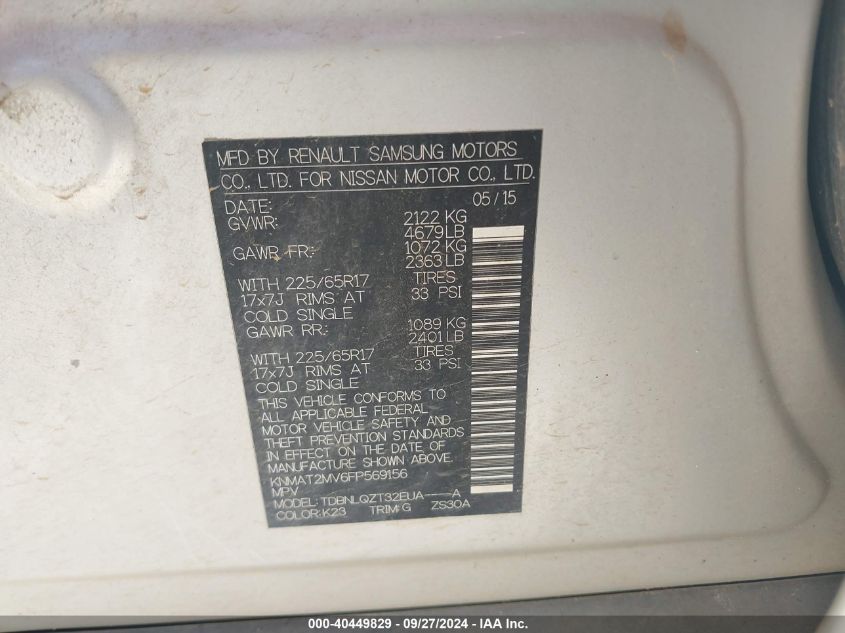 MFD BY RENAULT SAMSUNG MOTORS
CO., LTD. FOR NISSAN MOTOR CO., LTD.
DATE: 05/15
GVWR: 2122 KG
4679LB
GAWR FR: 1072 KG
2363LB
WITH 225/65R17 TIRES
17x7J RIMS AT 33 PSI
COLD SINGLE
GAWR RR: 1089 KG
2401LB
WITH 225/65R17 TIRES
17x7J RIMS AT 33 PSI
COLD SINGLE
THIS VEHICLE CONFORMS TO
ALL APPLICABLE FEDERAL
MOTOR VEHICLE SAFETY AND
THEFT PREVENTION STANDARDS
IN EFFECT ON THE DATE OF
MANUFACTURE SHOWN ABOVE.
KNMAT2MV6FP569156
MPV
MODEL:TDBNLQZT32EUA----A
COLOR:K23 TRIM:G ZS30A
000-40449829 - 09/27/2024 - IAA Inc.